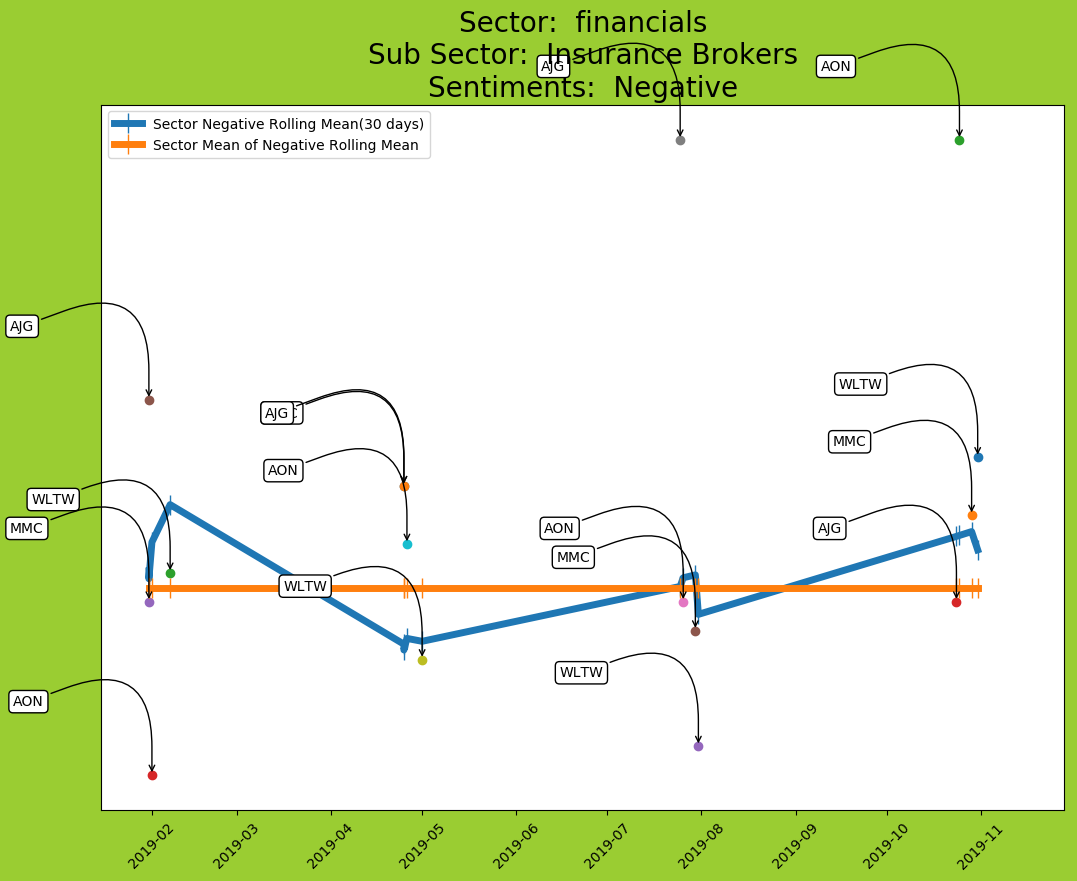 Sector:  financials
Sub Sector:  Insurance Brokers
Sentiments:  Negative
AJG
AON
Sector Negative Rolling Mean(30 days)
Sector Mean of Negative Rolling Mean
AJG
WLTW
AJG
C
MMC
AON
WLTW
MMC
AON
AJG
MMC
WLTW
WLTW
AON
2019-02
2019-03
2019-04
2019-05
2019-06
2019-07
2019-08
2019-09
2019-10
2019-11